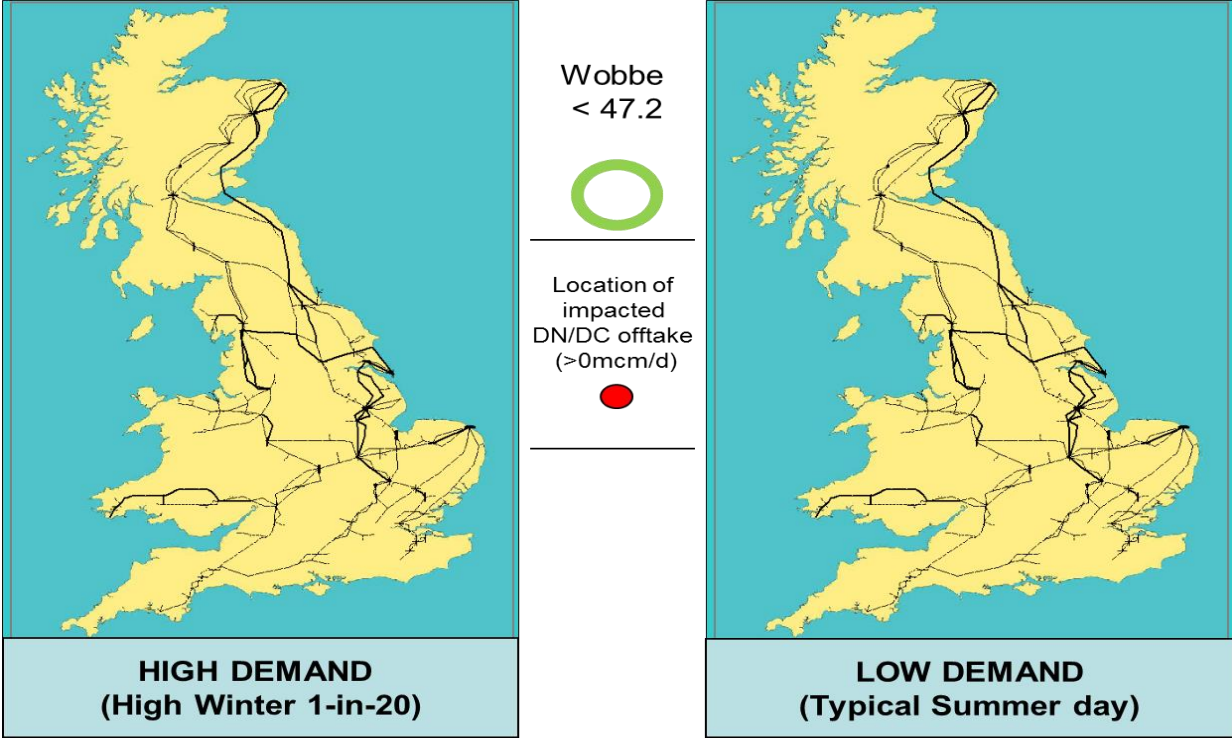 Wobbe
< 47.2
Location of
impacted
DN/DC offtake
(>0mcm/d)
HIGH DEMAND
(High Winter 1-in-20)
LOW DEMAND
(Typical Summer day)